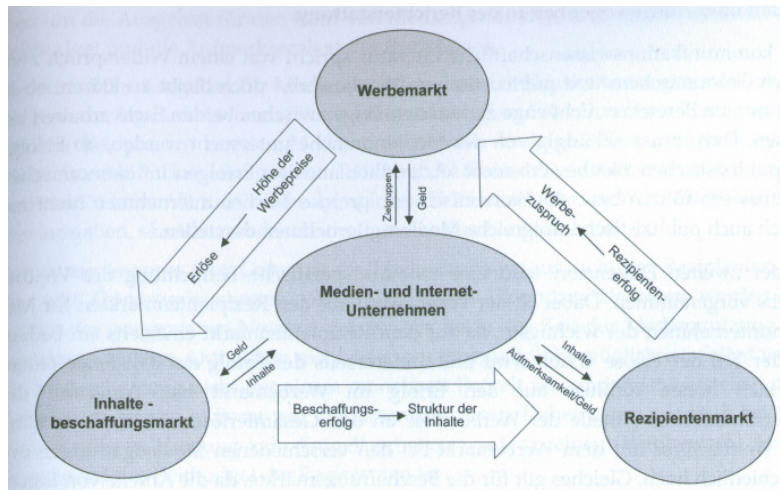 Werbemarkt
Höhe der
Werbepreise
Erlöse
Zielgruppen
Geld
Werbe-
zuspruch
Rezipienten-
erfolg
Medien- und Internet-
Unternehmen
Geld
Inhalte
Inhalte
Aufmerksamkeit/Geld
Inhalte-
beschaffungsmarkt
Beschaffungs-
erfolg
Struktur der
Inhalte
Rezipientenmarkt